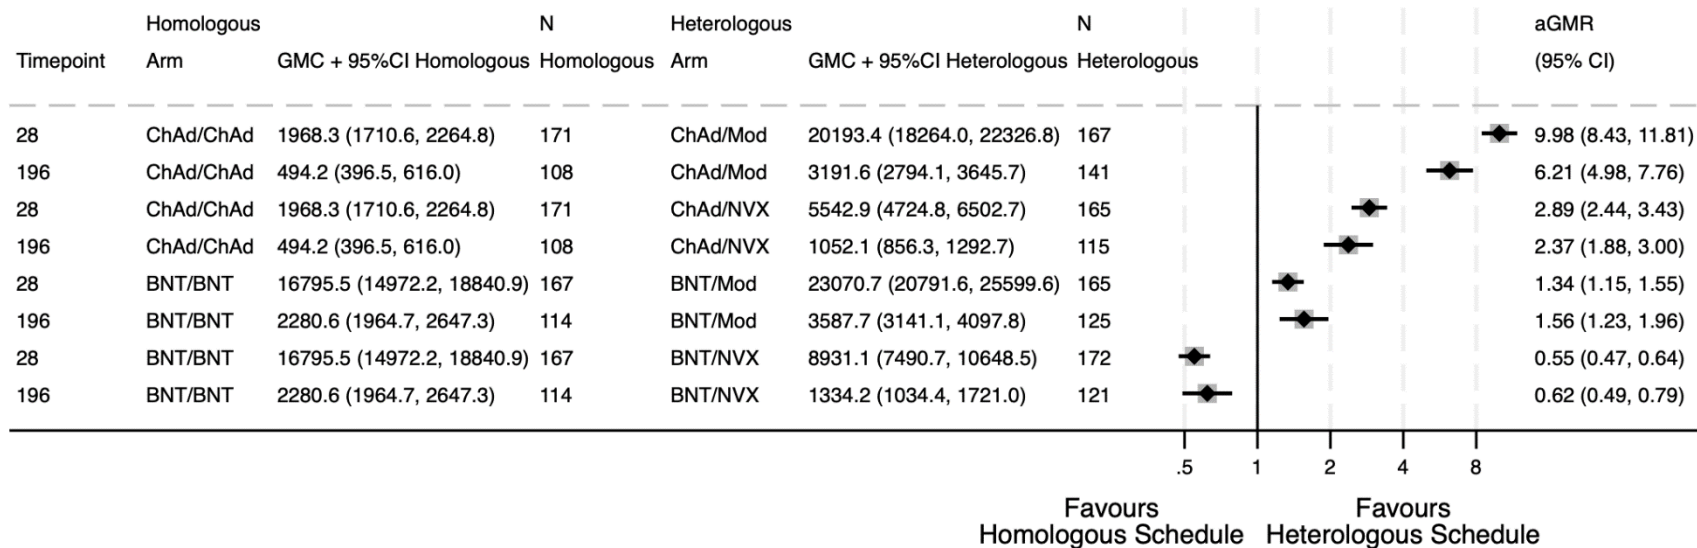 Homologous N Heterologous N aGMR
Timepoint Arm GMC + 95%CI Homologous Homologous Arm GMC + 95%CI Heterologous Heterologous (95% CI)
28 ChAd/ChAd 1968.3 (1710.6, 2264.8) 171 ChAd/Mod 20193.4 (18264.0, 22326.8) 167 9.98 (8.43, 11.81)
196 ChAd/ChAd 494.2 (396.5, 616.0) 108 ChAd/Mod 3191.6 (2794.1, 3645.7) 141 6.21 (4.98, 7.76)
28 ChAd/ChAd 1968.3 (1710.6, 2264.8) 171 ChAd/NVX 5542.9 (4724.8, 6502.7) 165 2.89 (2.44, 3.43)
196 ChAd/ChAd 494.2 (396.5, 616.0) 108 ChAd/NVX 1052.1 (856.3, 1292.7) 115 2.37 (1.88, 3.00)
28 BNT/BNT 16795.5 (14972.2, 18840.9) 167 BNT/Mod 23070.7 (20791.6, 25599.6) 165 1.34 (1.15, 1.55)
196 BNT/BNT 2280.6 (1964.7, 2647.3) 114 BNT/Mod 3587.7 (3141.1, 4097.8) 125 1.56 (1.23, 1.96)
28 BNT/BNT 16795.5 (14972.2, 18840.9) 167 BNT/NVX 8931.1 (7490.7, 10648.5) 172 0.55 (0.47, 0.64)
196 BNT/BNT 2280.6 (1964.7, 2647.3) 114 BNT/NVX 1334.2 (1034.4, 1721.0) 121 0.62 (0.49, 0.79)
.5 1 2 4 8
Favours Favours
Homologous Schedule Heterologous Schedule